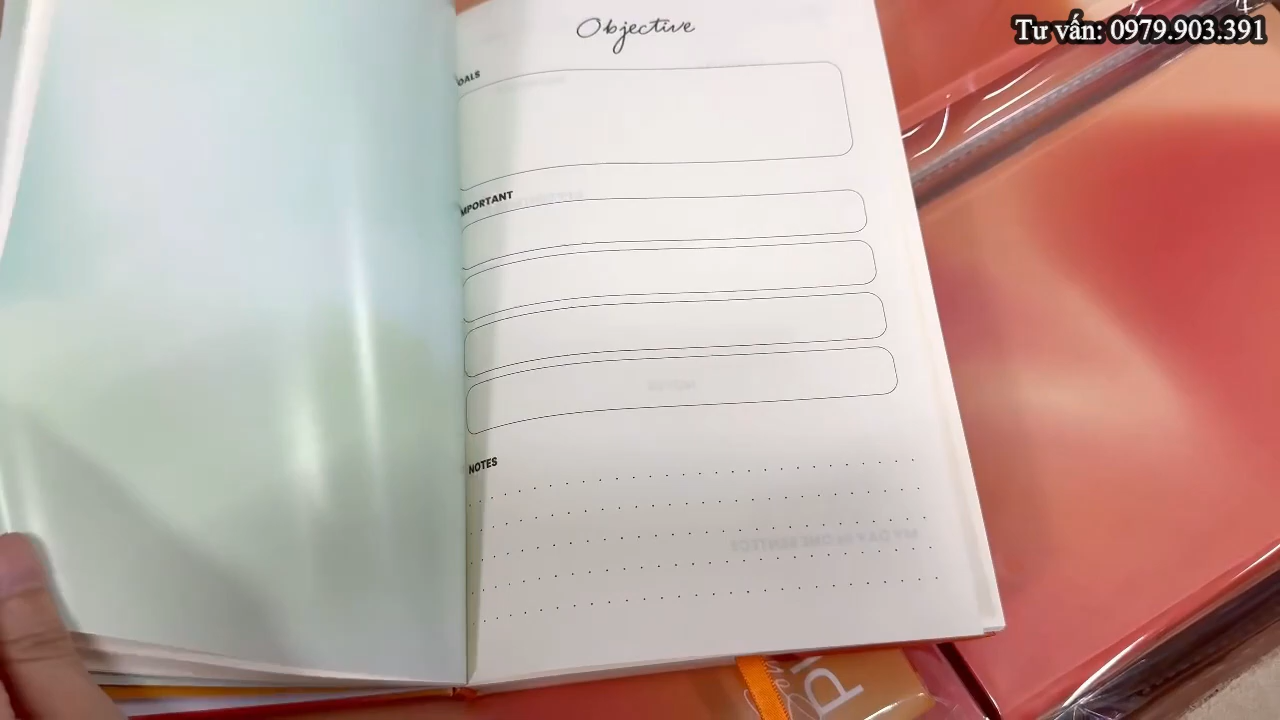 Tư vấn: 0979.903.391
Objective
OALS
MPORTANT
NOTES